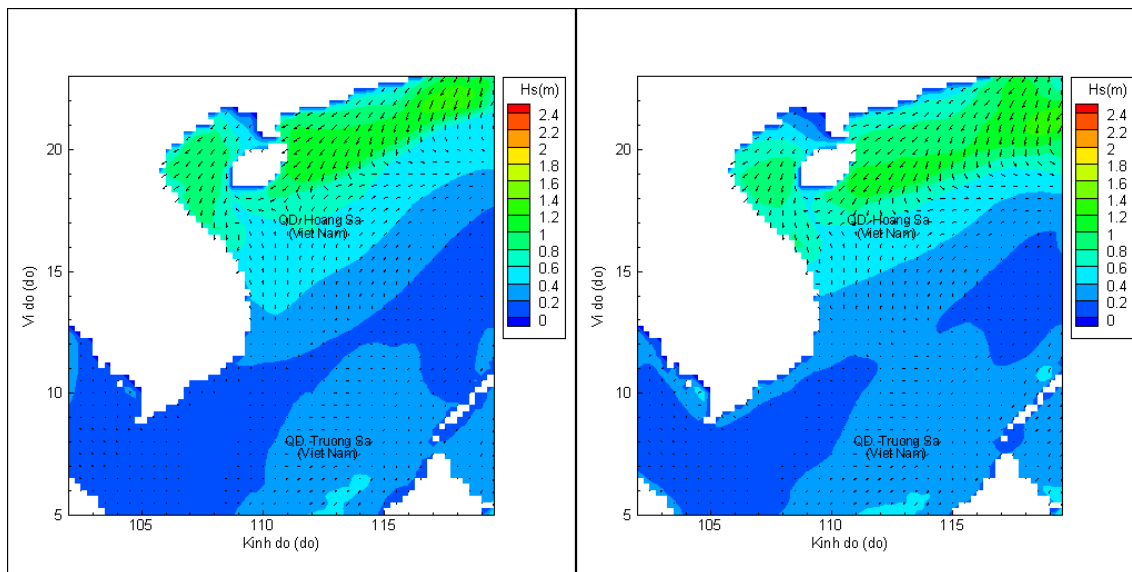 Hs(m)
2.4
2.2
2
1.8
1.6
1.4
1.2
1
0.8
0.6
0.4
0.2
0
Vi do (do)
20
15
10
5
QĐ. Hoang Sa
(Viet Nam)
QĐ. Truong Sa
(Viet Nam)
105
110
115
Kinh do (do)
Hs(m)
2.4
2.2
2
1.8
1.6
1.4
1.2
1
0.8
0.6
0.4
0.2
0
Vi do (do)
20
15
10
5
QĐ. Hoang Sa
(Viet Nam)
QĐ. Truong Sa
(Viet Nam)
105
110
115
Kinh do (do)